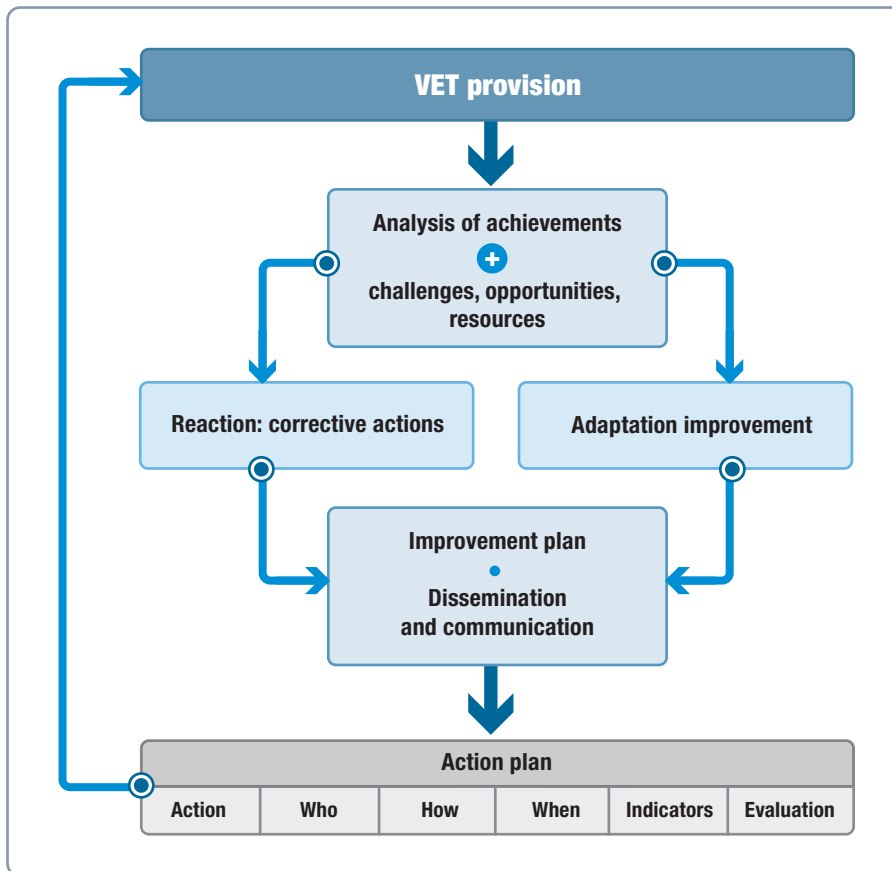 VET provision
Analysis of achievements
+
challenges, opportunities,
resources
Reaction: corrective actions
Adaptation improvement
Improvement plan
•
Dissemination
and communication
Action plan
Action
Who
How
When
Indicators
Evaluation